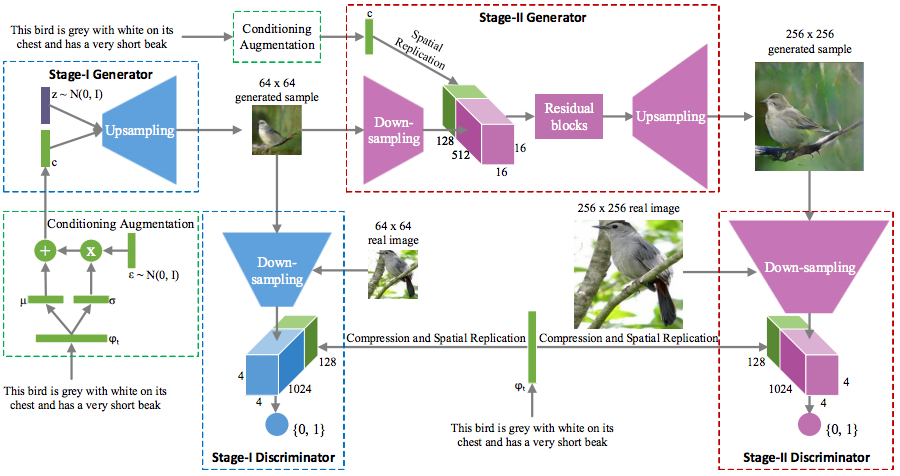 This bird is grey with white on its
chest and has a very short beak
Conditioning
Augmentation
c
Spatial
Replication
Stage-II Generator
256 x 256
generated sample
Stage-I Generator
z ~ N(0, I)
c
Upsampling
64 x 64
generated sample
Down-
sampling
128
512
16
16
Residual
blocks
Upsampling
Conditioning Augmentation
+
x
ε ~ N(0, I)
μ
σ
φt
This bird is grey with white on its
chest and has a very short beak
64 x 64
real image
256 x 256 real image
Down-
sampling
Down-sampling
Compression and Spatial Replication
Compression and Spatial Replication
128
4
1024
4
{0, 1}
Stage-I Discriminator
φt
This bird is grey with white on its
chest and has a very short beak
128
1024
4
4
{0, 1}
Stage-II Discriminator